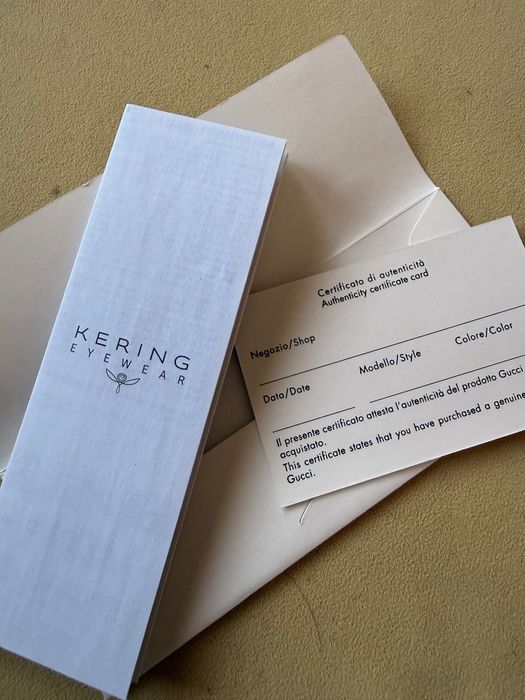 KERING
EYEWEAR
Certificato di autenticità
Authenticity certificate card
Negozio/Shop
Modello/Style
Colore/Color
Data/Date
Il presente certificato attesta l'autenticità del prodotto Gucci
acquistato.
This certificate states that you have purchased a genuine
Gucci.